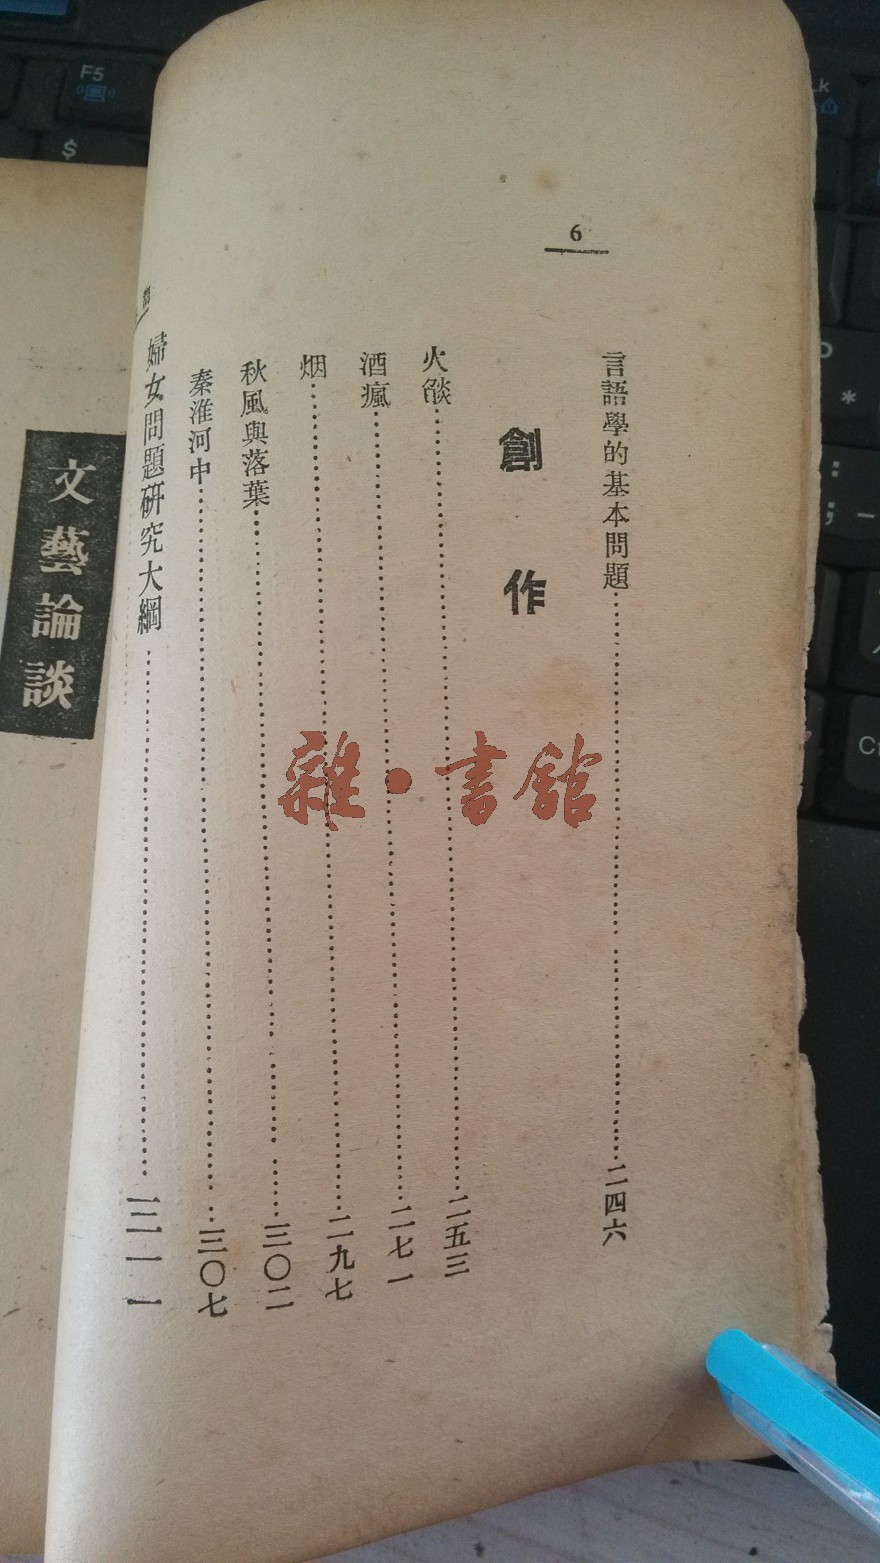 6
言語學的基本問題……二四六
創作
火燄……二五三
酒瘋……二七一
烟……二九七
秋風與落葉……三〇二
秦淮河中……三〇七
婦女問題研究大綱……三一一
文藝論談
雜·書館
F5
$
P
*
:
;
_